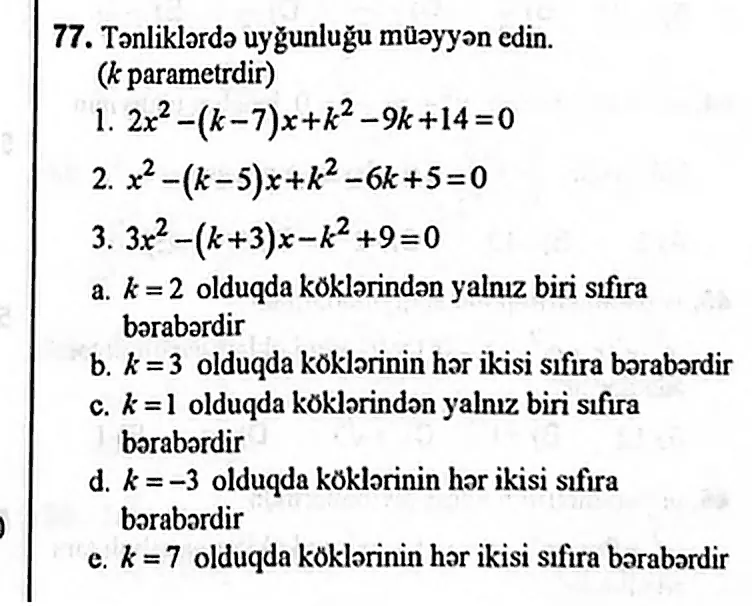 77. Tənliklərdə uyğunluğu müəyyən edin.
(k parametrdir)
1. 2x² –(k–7)x+k² –9k+14=0
2. x² –(k–5)x+k² –6k+5=0
3. 3x² –(k+3)x–k² +9=0
a. k = 2 olduqda köklərindən yalnız biri sıfıra
bərabərdir
b. k = 3 olduqda köklərinin hər ikisi sıfıra bərabərdir
c. k = 1 olduqda köklərindən yalnız biri sıfıra
bərabərdir
d. k = –3 olduqda köklərinin hər ikisi sıfıra
bərabərdir
e. k = 7 olduqda köklərinin hər ikisi sıfıra bərabərdir